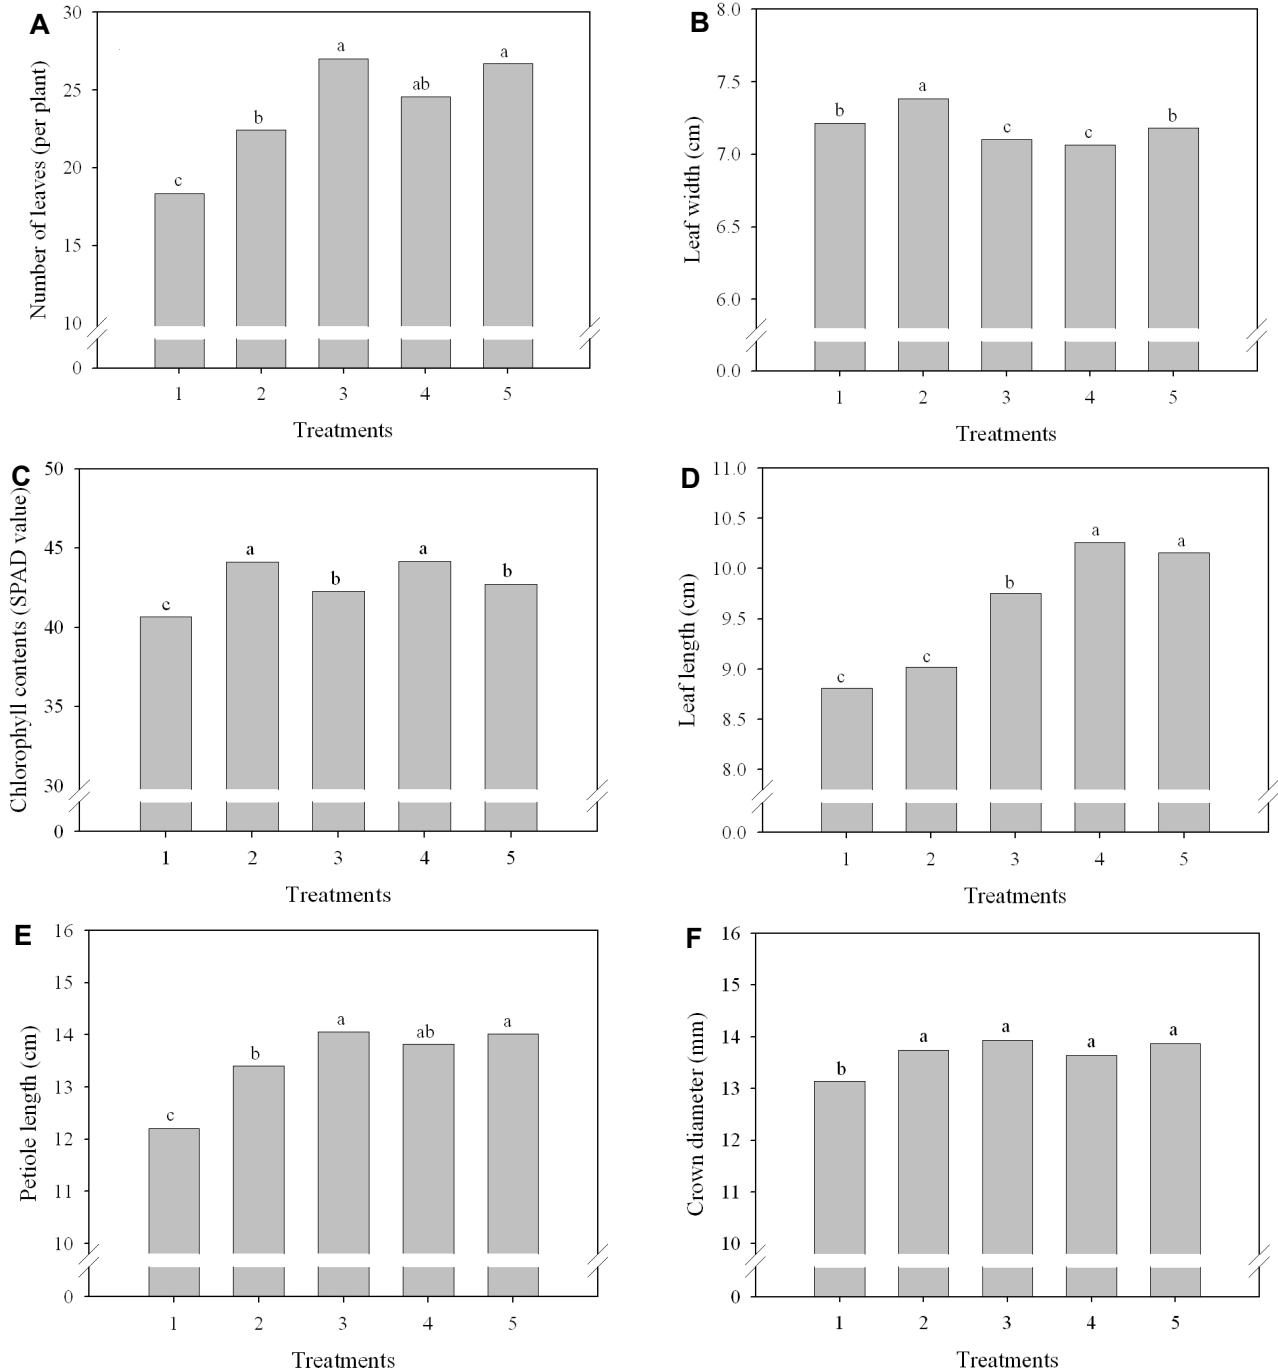 A
Number of leaves (per plant)
30
25
20
15
10
0
c
b
a
ab
a
1 2 3 4 5
Treatments
B
Leaf width (cm)
8.0
7.5
7.0
6.5
6.0
0.0
b
a
c
c
b
1 2 3 4 5
Treatments
C
Chlorophyll contents (SPAD value)
50
45
40
35
30
0
c
a
b
a
b
1 2 3 4 5
Treatments
D
Leaf length (cm)
11.0
10.5
10.0
9.5
9.0
8.5
8.0
0.0
c
c
b
a
a
1 2 3 4 5
Treatments
E
Petiole length (cm)
16
15
14
13
12
11
10
0
c
b
a
ab
a
1 2 3 4 5
Treatments
F
Crown diameter (mm)
16
15
14
13
12
11
10
0
b
a
a
a
a
1 2 3 4 5
Treatments